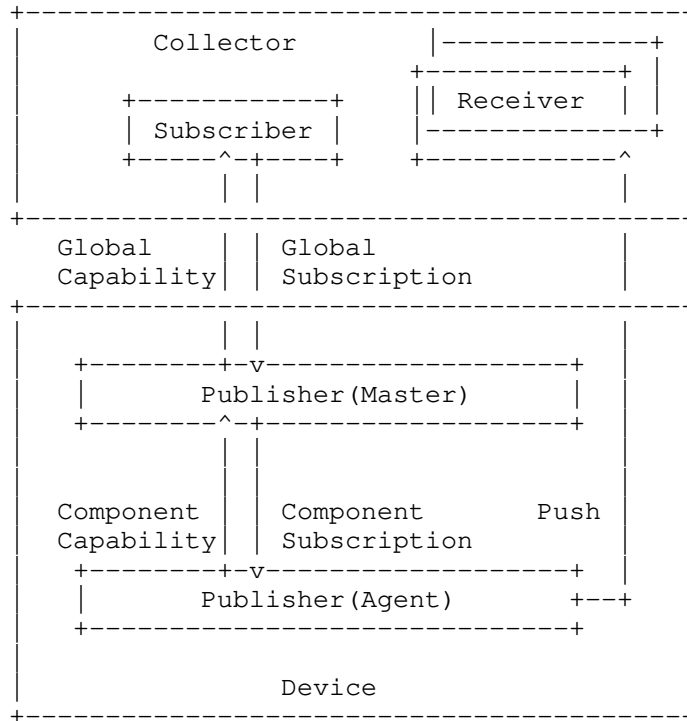 Collector
Receiver
Subscriber
Global Global
Capability Subscription
Publisher(Master)
Component Component Push
Capability Subscription
Publisher(Agent)
Device